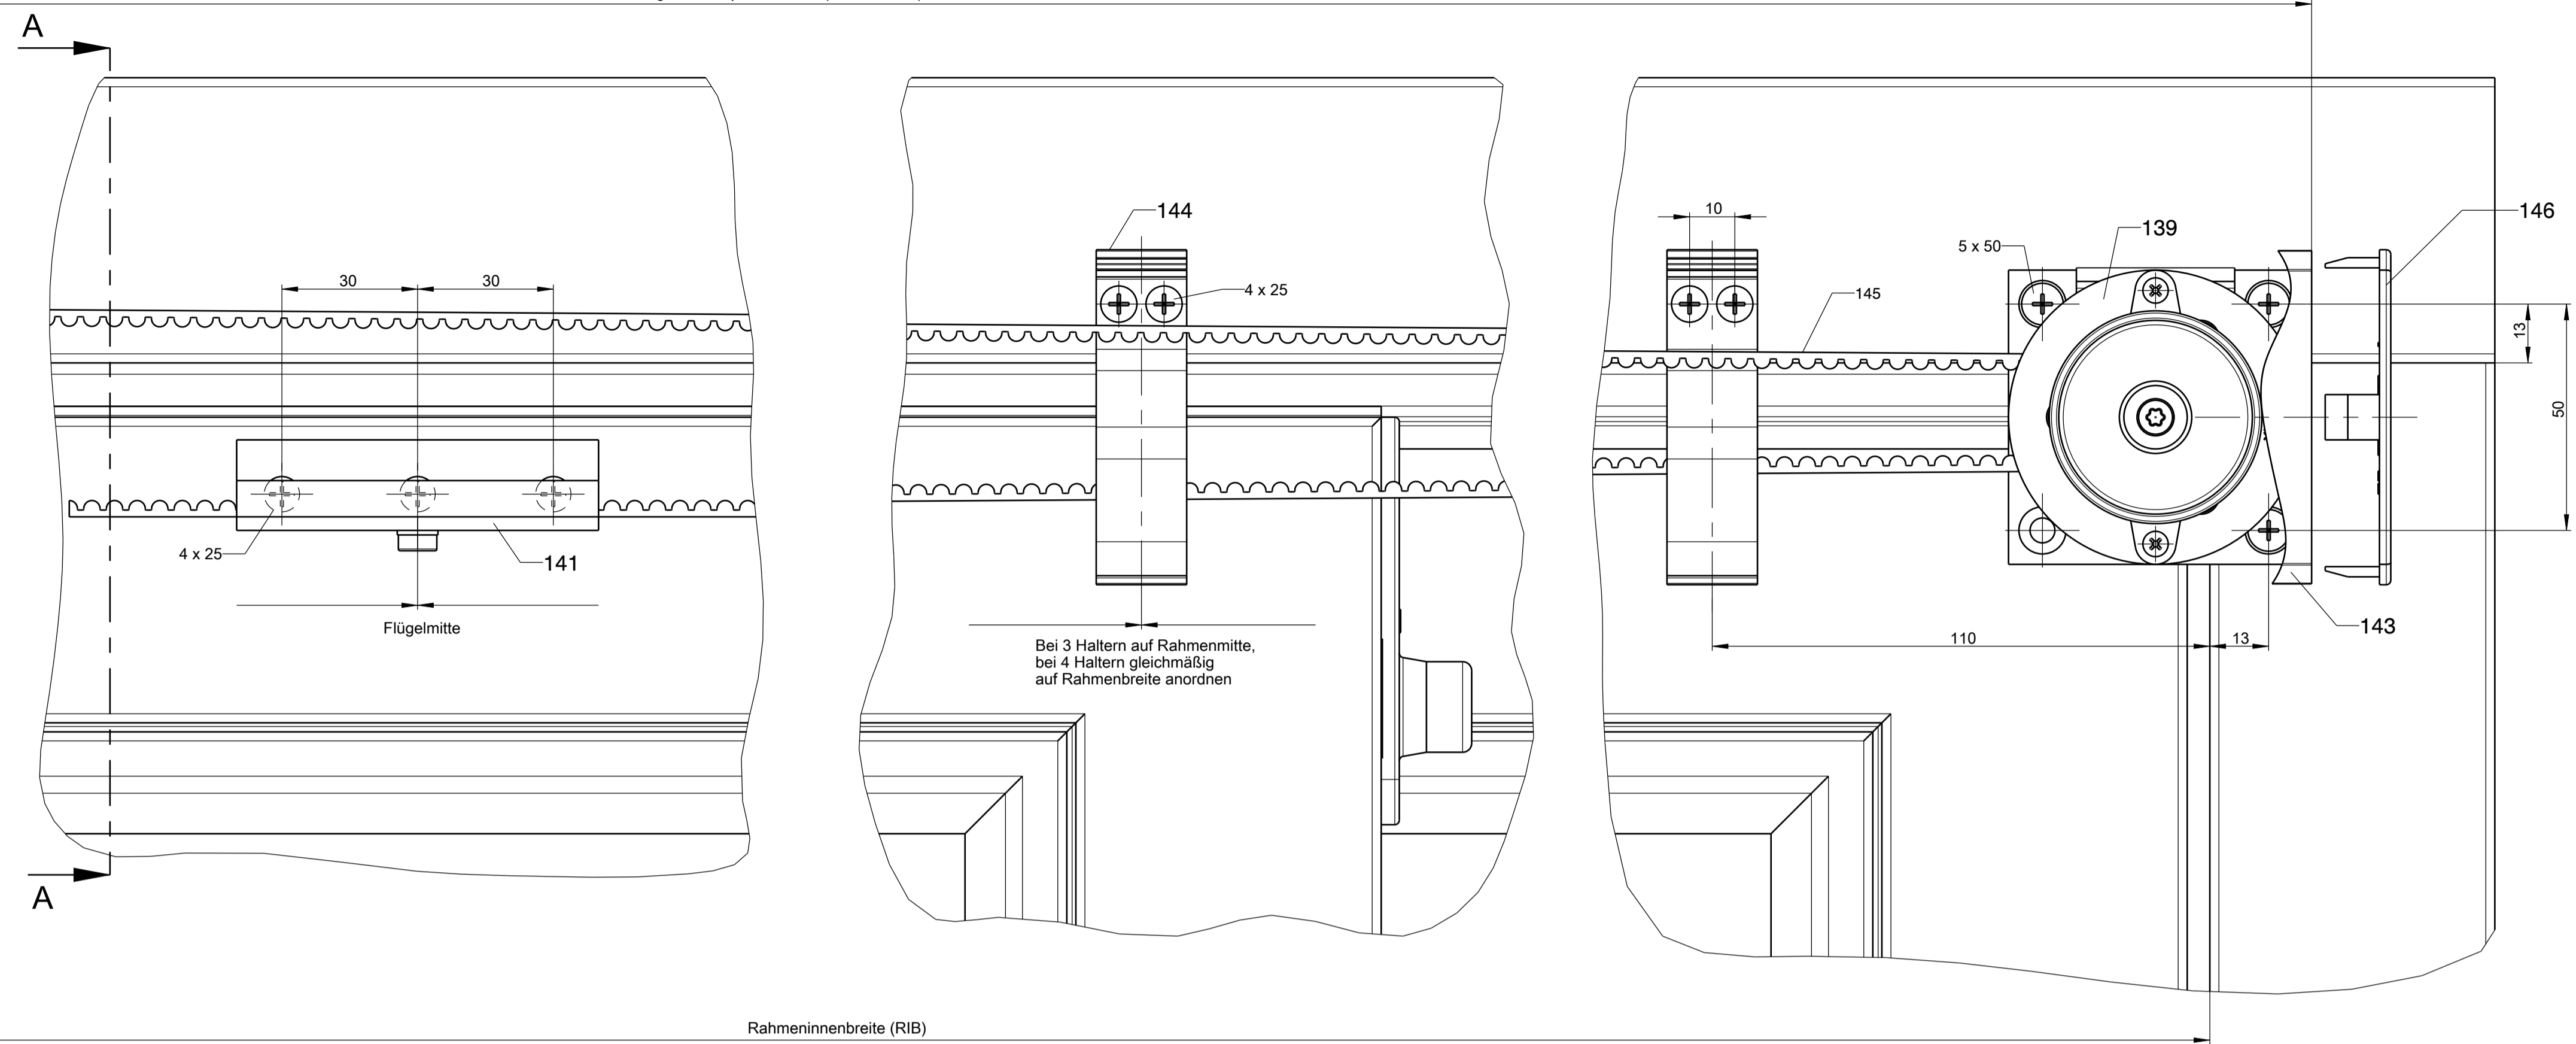 A
144
10
146
139
5 x 50
30
30
4 x 25
145
13
50
4 x 25
141
Flügelmitte
143
Bei 3 Haltern auf Rahmenmitte,
bei 4 Haltern gleichmäßig
auf Rahmenbreite anordnen
110
13
A
Rahmeninnenbreite (RIB)